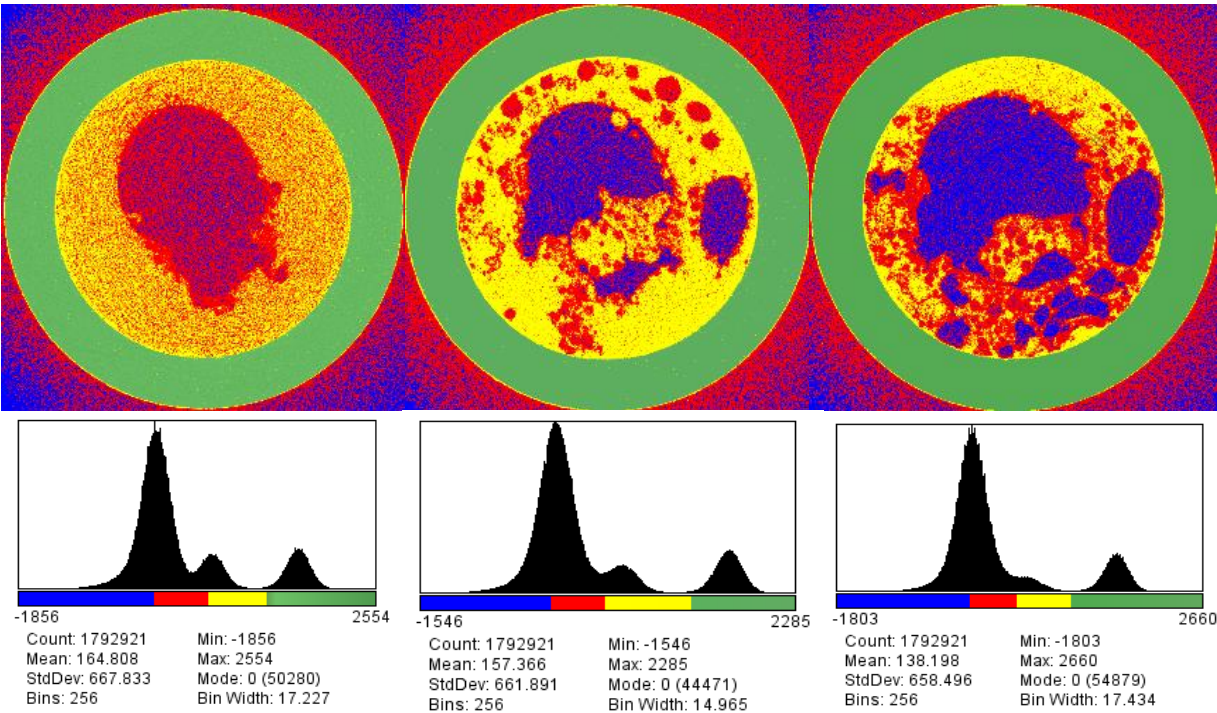 -1856 2554
Count: 1792921 Min: -1856
Mean: 164.808 Max: 2554
StdDev: 667.833 Mode: 0 (50280)
Bins: 256 Bin Width: 17.227
-1546 2285
Count: 1792921 Min: -1546
Mean: 157.366 Max: 2285
StdDev: 661.891 Mode: 0 (44471)
Bins: 256 Bin Width: 14.965
-1803 2660
Count: 1792921 Min: -1803
Mean: 138.198 Max: 2660
StdDev: 658.496 Mode: 0 (54879)
Bins: 256 Bin Width: 17.434